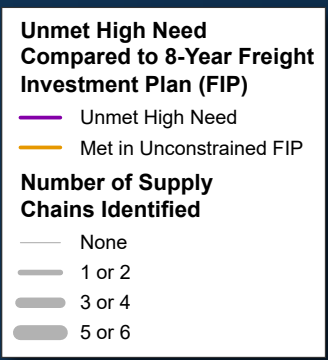 Unmet High Need
Compared to 8-Year Freight
Investment Plan (FIP)
Unmet High Need
Met in Unconstrained FIP
Number of Supply
Chains Identified
None
1 or 2
3 or 4
5 or 6